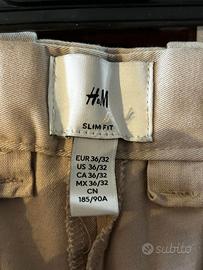 H&M
SLIM FIT
EUR 36/32
US 36/32
CA 36/32
MX 36/32
CN
185/90A
subito